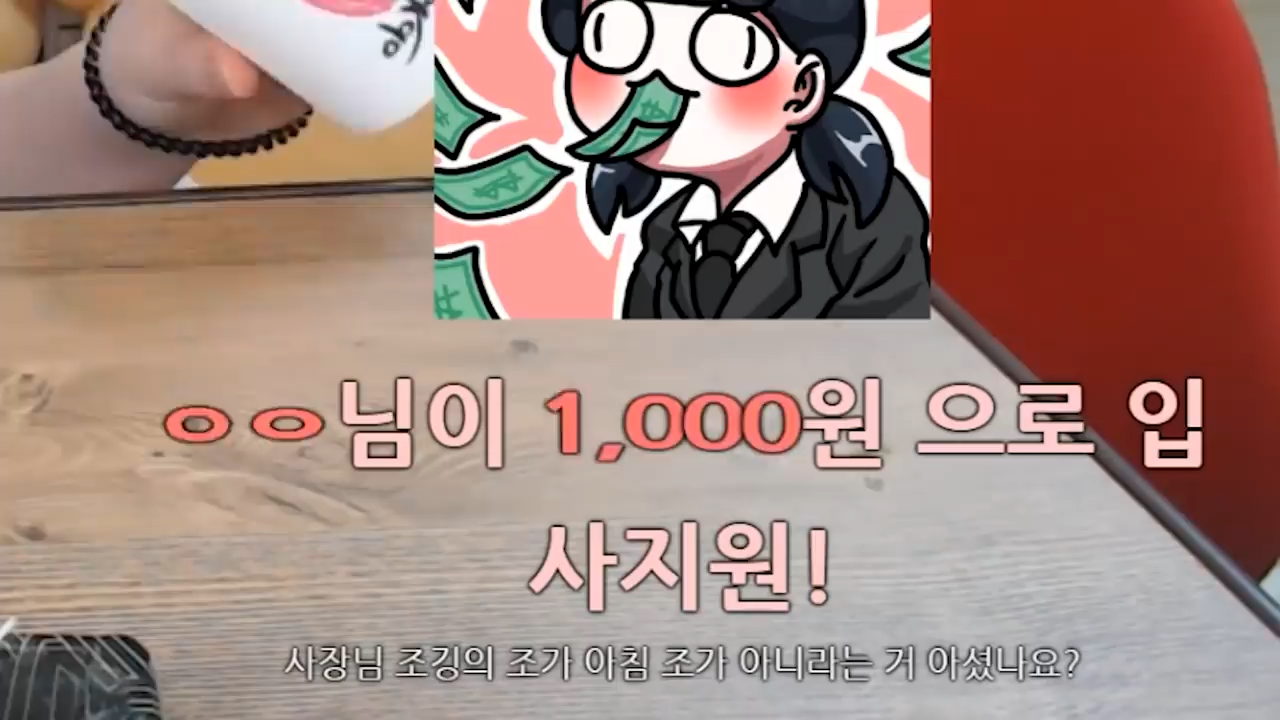 ㅇㅇ님이 1,000원 으로 입
사지원!
사장님 조깅의 조가 아침 조가 아니라는 거 아셨나요?